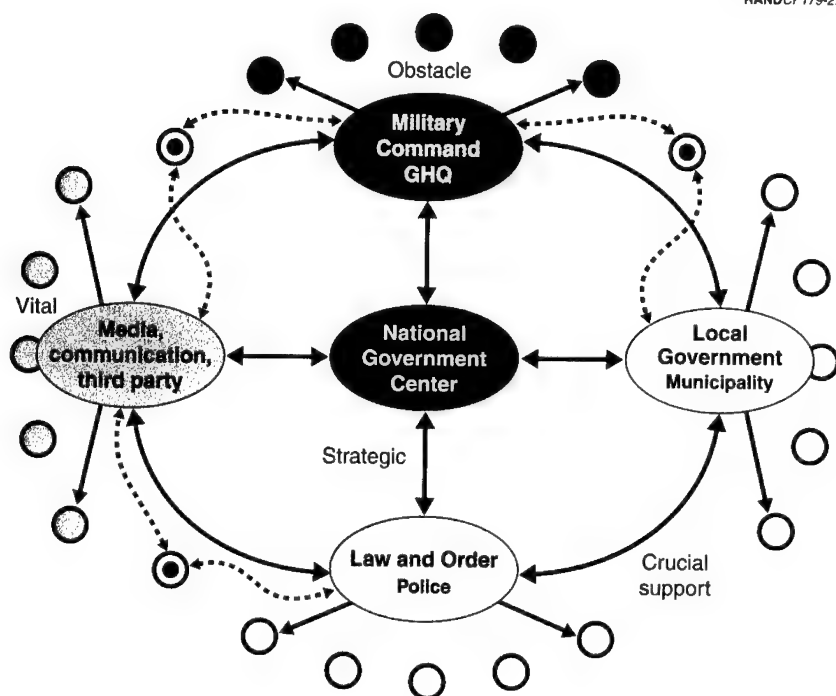 Obstacle
Military
Command
GHQ
Vital
Media,
communication,
third party
National
Government
Center
Local
Government
Municipality
Strategic
Law and Order
Police
Crucial
support